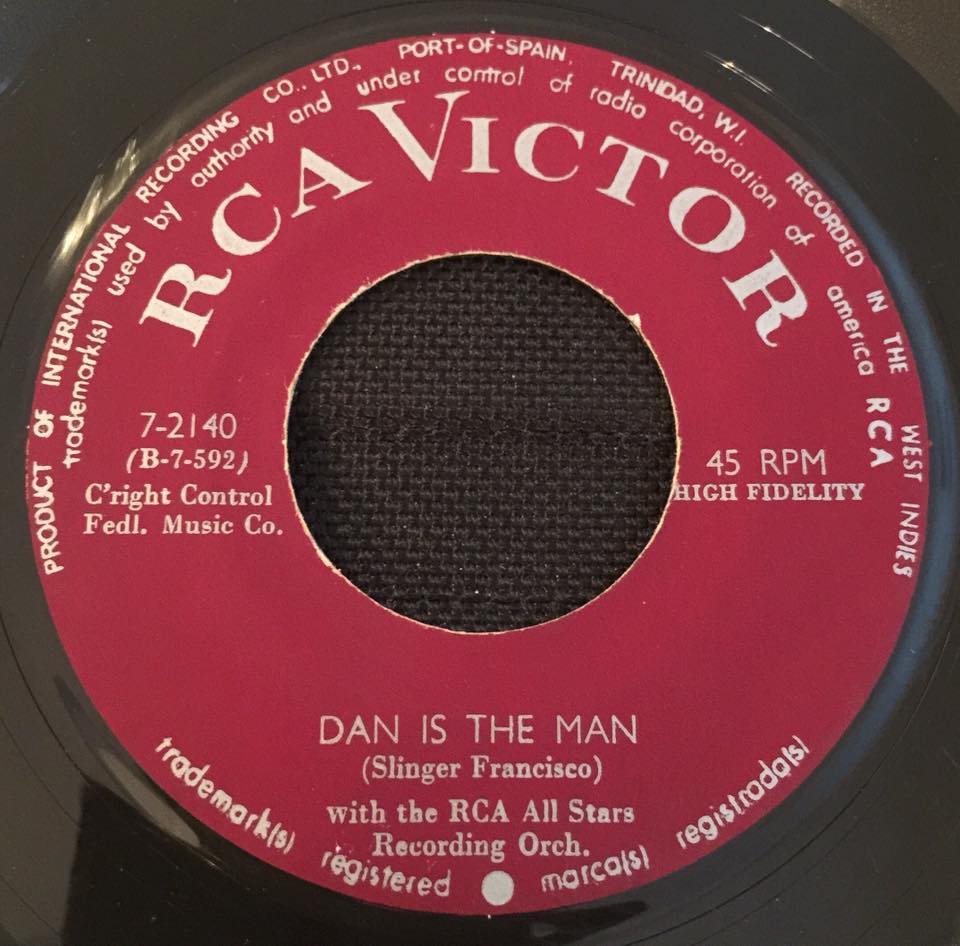 PRODUCT OF INTERNATIONAL RECORDING CO., LTD., PORT-OF-SPAIN, TRINIDAD, W.I. RECORDED IN THE WEST INDIES
trademark(s) used by authority and under control of radio corporation of america RCA
RCA VICTOR
7-2140
(B-7-592)
C'right Control
Fedl. Music Co.
45 RPM
HIGH FIDELITY
DAN IS THE MAN
(Slinger Francisco)
with the RCA All Stars
Recording Orch.
trademark(s) registered marca(s) registrada(s)